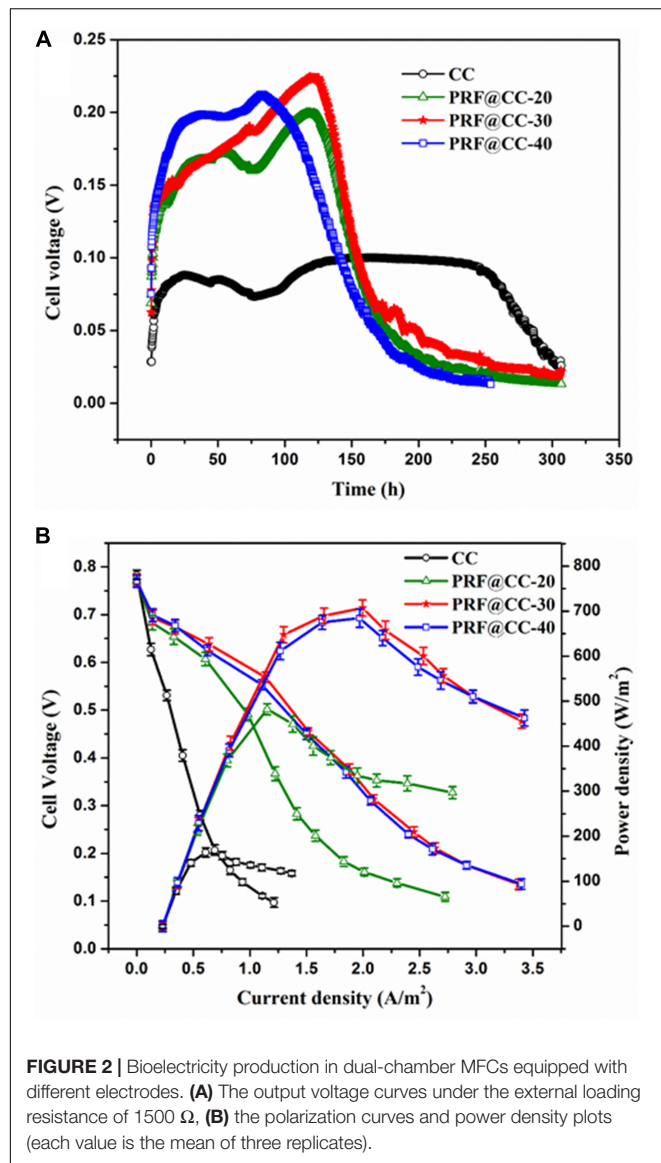 A
0.25
0.20
0.15
0.10
0.05
0.00
Cell voltage (V)
CC
PRF@CC-20
PRF@CC-30
PRF@CC-40
0 50 100 150 200 250 300 350
Time (h)
B
0.8
0.7
0.6
0.5
0.4
0.3
0.2
0.1
0.0
Cell Voltage (V)
CC
PRF@CC-20
PRF@CC-30
PRF@CC-40
800
700
600
500
400
300
200
100
0
Power density (W/m²)
0.0 0.5 1.0 1.5 2.0 2.5 3.0 3.5
Current density (A/m²)
FIGURE 2 | Bioelectricity production in dual-chamber MFCs equipped with
different electrodes. (A) The output voltage curves under the external loading
resistance of 1500 Ω, (B) the polarization curves and power density plots
(each value is the mean of three replicates).